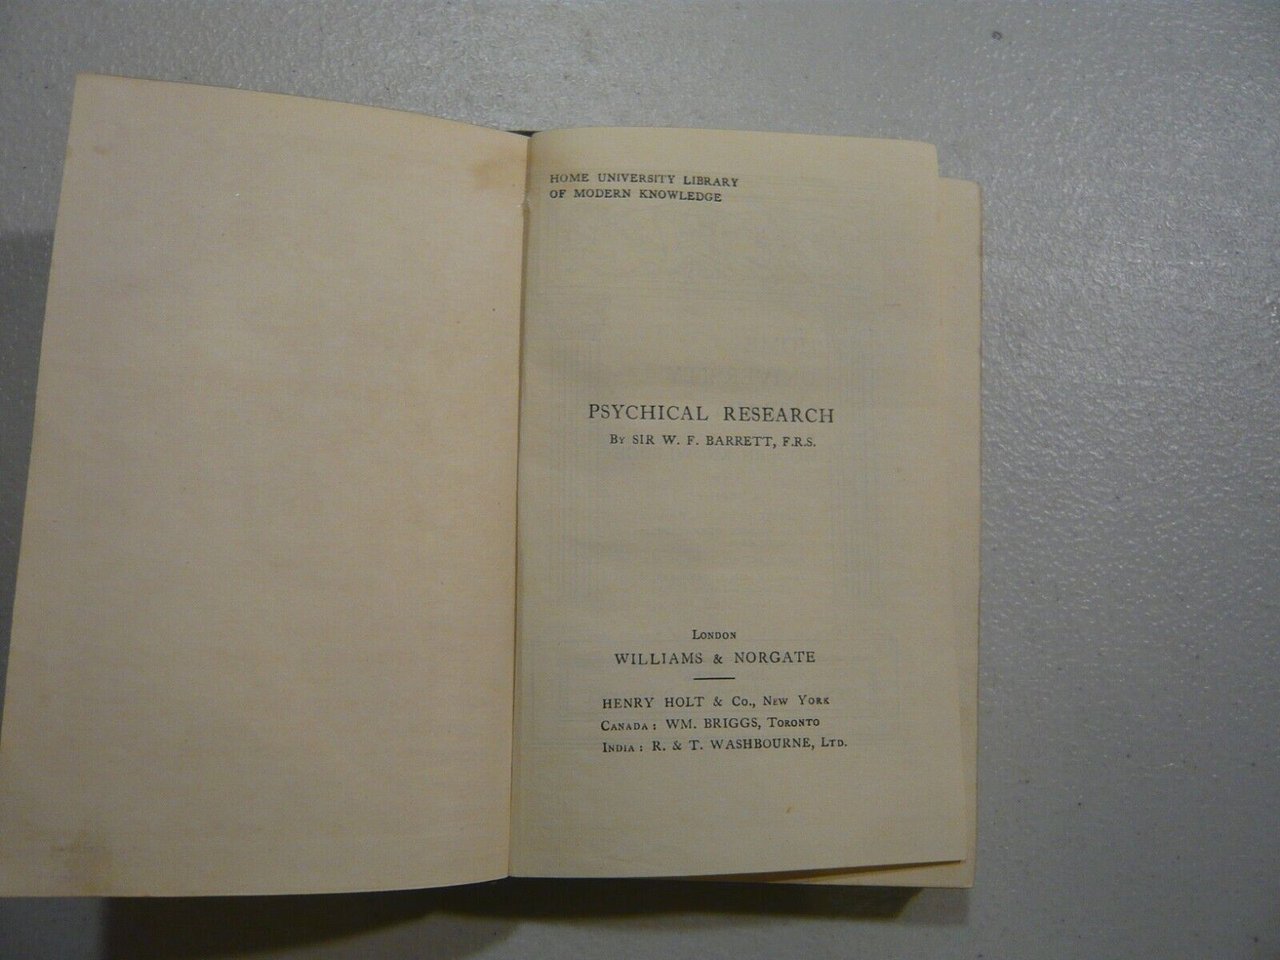 HOME UNIVERSITY LIBRARY
OF MODERN KNOWLEDGE
PSYCHICAL RESEARCH
By SIR W. F. BARRETT, F.R.S.
London
WILLIAMS & NORGATE
HENRY HOLT & Co., New York
Canada : WM. BRIGGS, Toronto
India : R. & T. WASHBOURNE, Ltd.